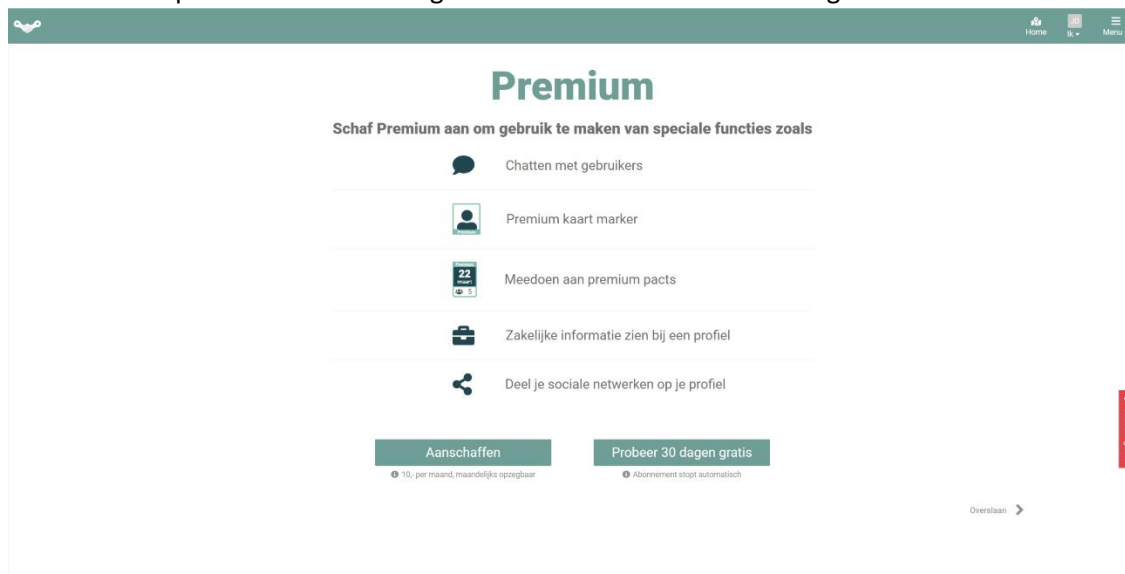 Home
JD
Ik
Menu
Premium
Schaf Premium aan om gebruik te maken van speciale functies zoals
Chatten met gebruikers
Premium kaart marker
22
maart
5
Meedoen aan premium pacts
Zakelijke informatie zien bij een profiel
Deel je sociale netwerken op je profiel
Aanschaffen
Probeer 30 dagen gratis
10,- per maand, maandelijks opzegbaar
Abonnement stopt automatisch
Overslaan